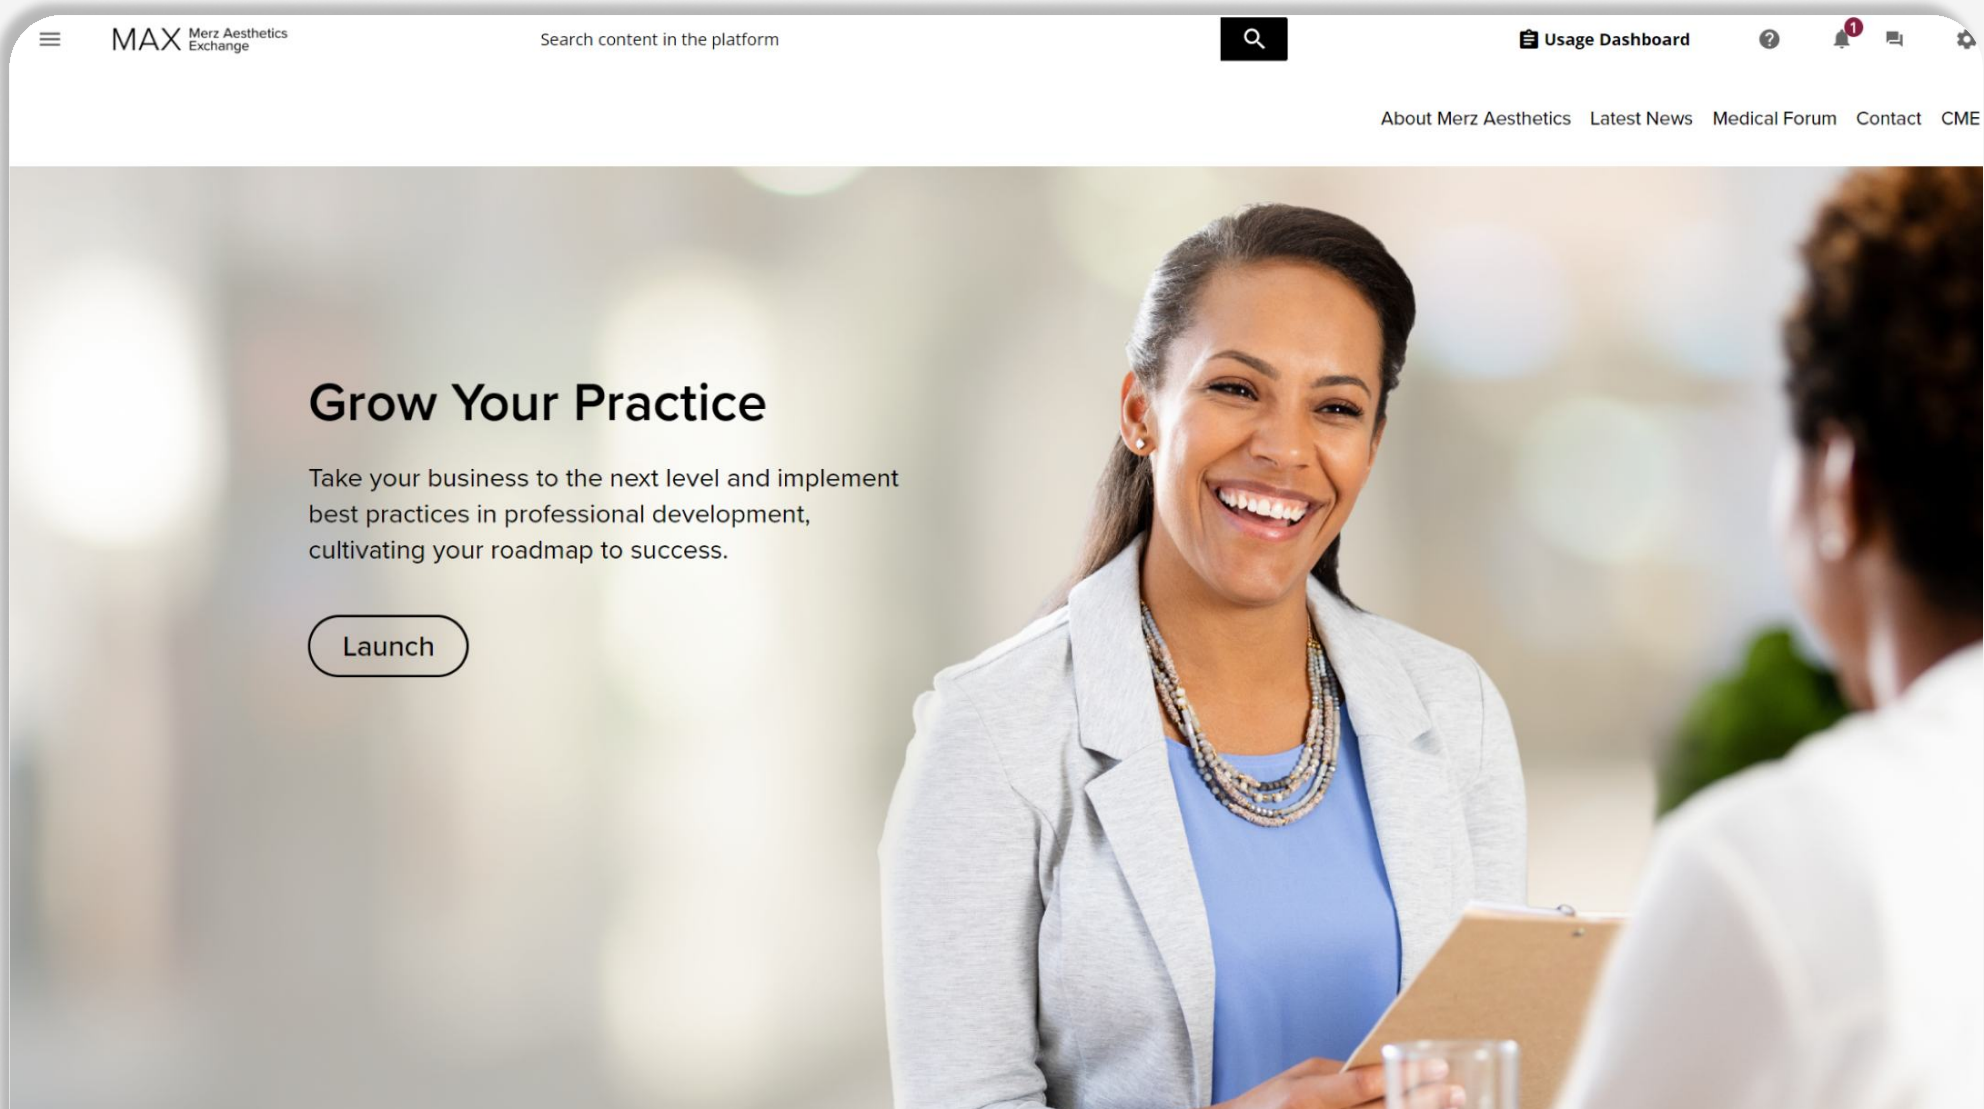 MAX Merz Aesthetics
Exchange
Search content in the platform
Usage Dashboard
1
About Merz Aesthetics Latest News Medical Forum Contact CME
Grow Your Practice
Take your business to the next level and implement
best practices in professional development,
cultivating your roadmap to success.
Launch